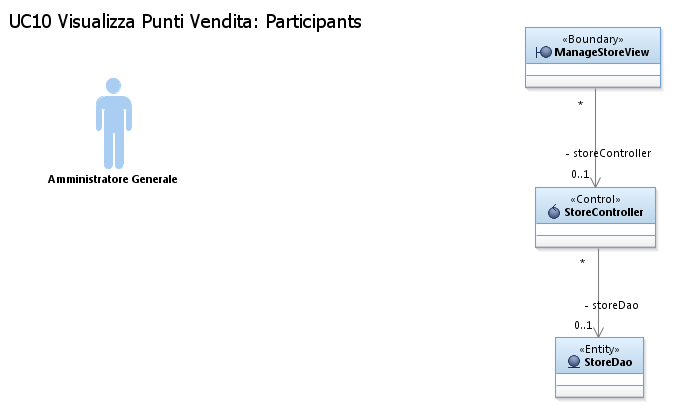 UC10 Visualizza Punti Vendita: Participants
«Boundary»
ManageStoreView
*
- storeController
0..1
Amministratore Generale
«Control»
StoreController
*
- storeDao
0..1
«Entity»
StoreDao